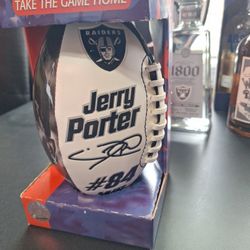 TAKE THE GAME HOME
RAIDERS
Jerry
Porter
#84
1800